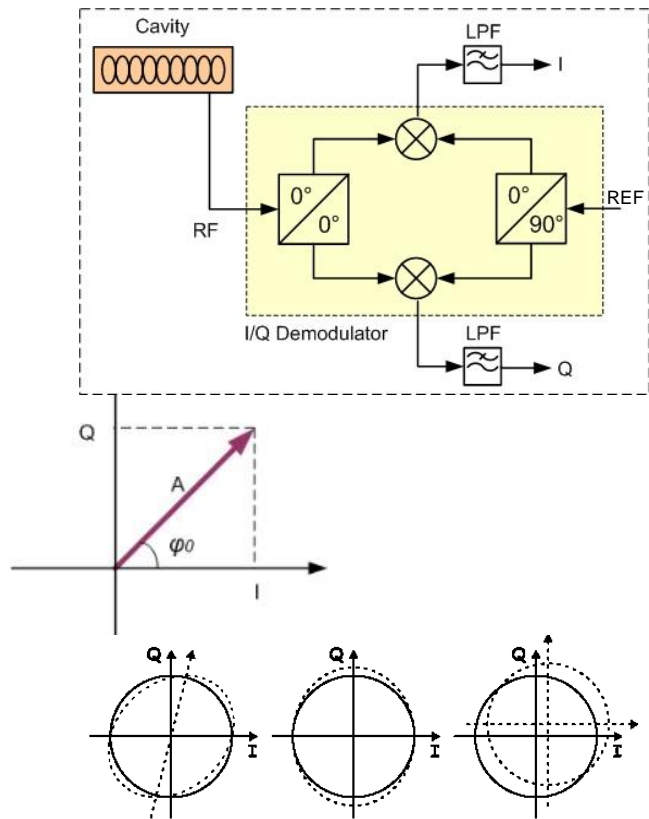 Cavity
LPF
I
0°
0°
0°
90°
REF
RF
I/Q Demodulator
LPF
Q
Q
A
φ0
I
Q
I
Q
I
Q
I